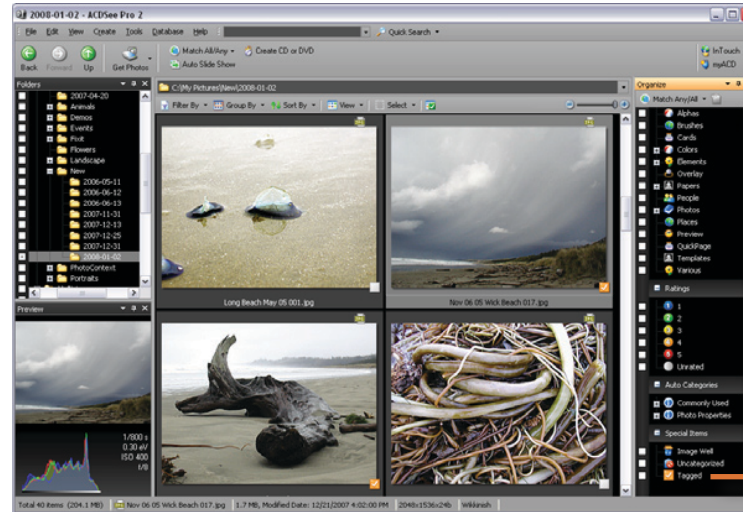 2008-01-02 - ACDSee Pro 2
File Edit View Create Tools Database Help Quick Search
Back Forward Up Get Photos Match All/Any Create CD or DVD Auto Slide Show InTouch myACD
Folders
2007-04-20
Animals
Demos
Events
Fixit
Flowers
Landscape
New
2006-05-11
2006-06-12
2006-06-13
2007-11-31
2007-12-13
2007-12-25
2007-12-31
2008-01-02
PhotoContext
Portraits
Preview
1/800 s
0.30 eV
ISO 400
f/8
C:\My Pictures\New\2008-01-02
Filter By Group By Sort By View Select
Long Beach May 05 001.jpg
Nov 06 05 Wick Beach 017.jpg
Organize
Match Any/All
Alphas
Brushes
Cards
Colors
Elements
Overlay
Papers
People
Photos
Places
Preview
QuickPage
Templates
Various
Ratings
1
2
3
4
5
Unrated
Auto Categories
Commonly Used
Photo Properties
Special Items
Image Well
Uncategorized
Tagged
Total 40 items (204.1 MB) Nov 06 05 Wick Beach 017.jpg 1.7 MB, Modified Date: 12/21/2007 4:02:00 PM 2048x1536x24b